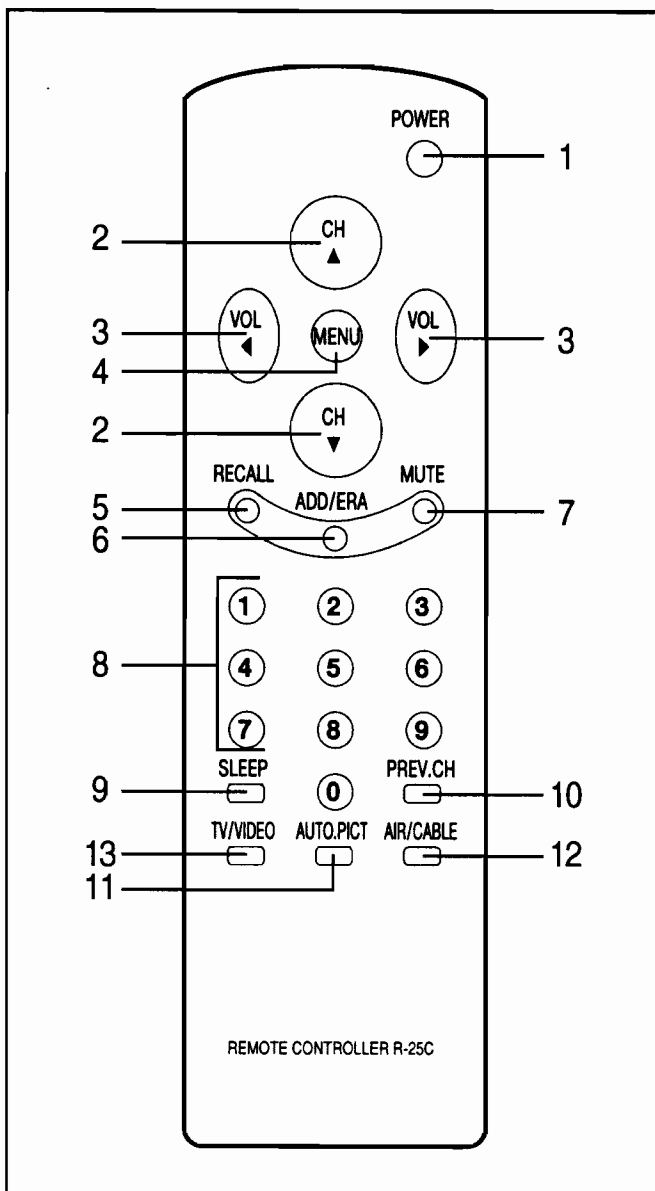 POWER
1
2
CH
▲
3
VOL
◀
MENU
VOL
▶
3
4
2
CH
▼
RECALL
ADD/ERA
MUTE
5
6
7
8
1 2 3
4 5 6
7 8 9
SLEEP
0
PREV.CH
9
10
TV/VIDEO AUTO.PICT AIR/CABLE
13
11
12
REMOTE CONTROLLER R-25C